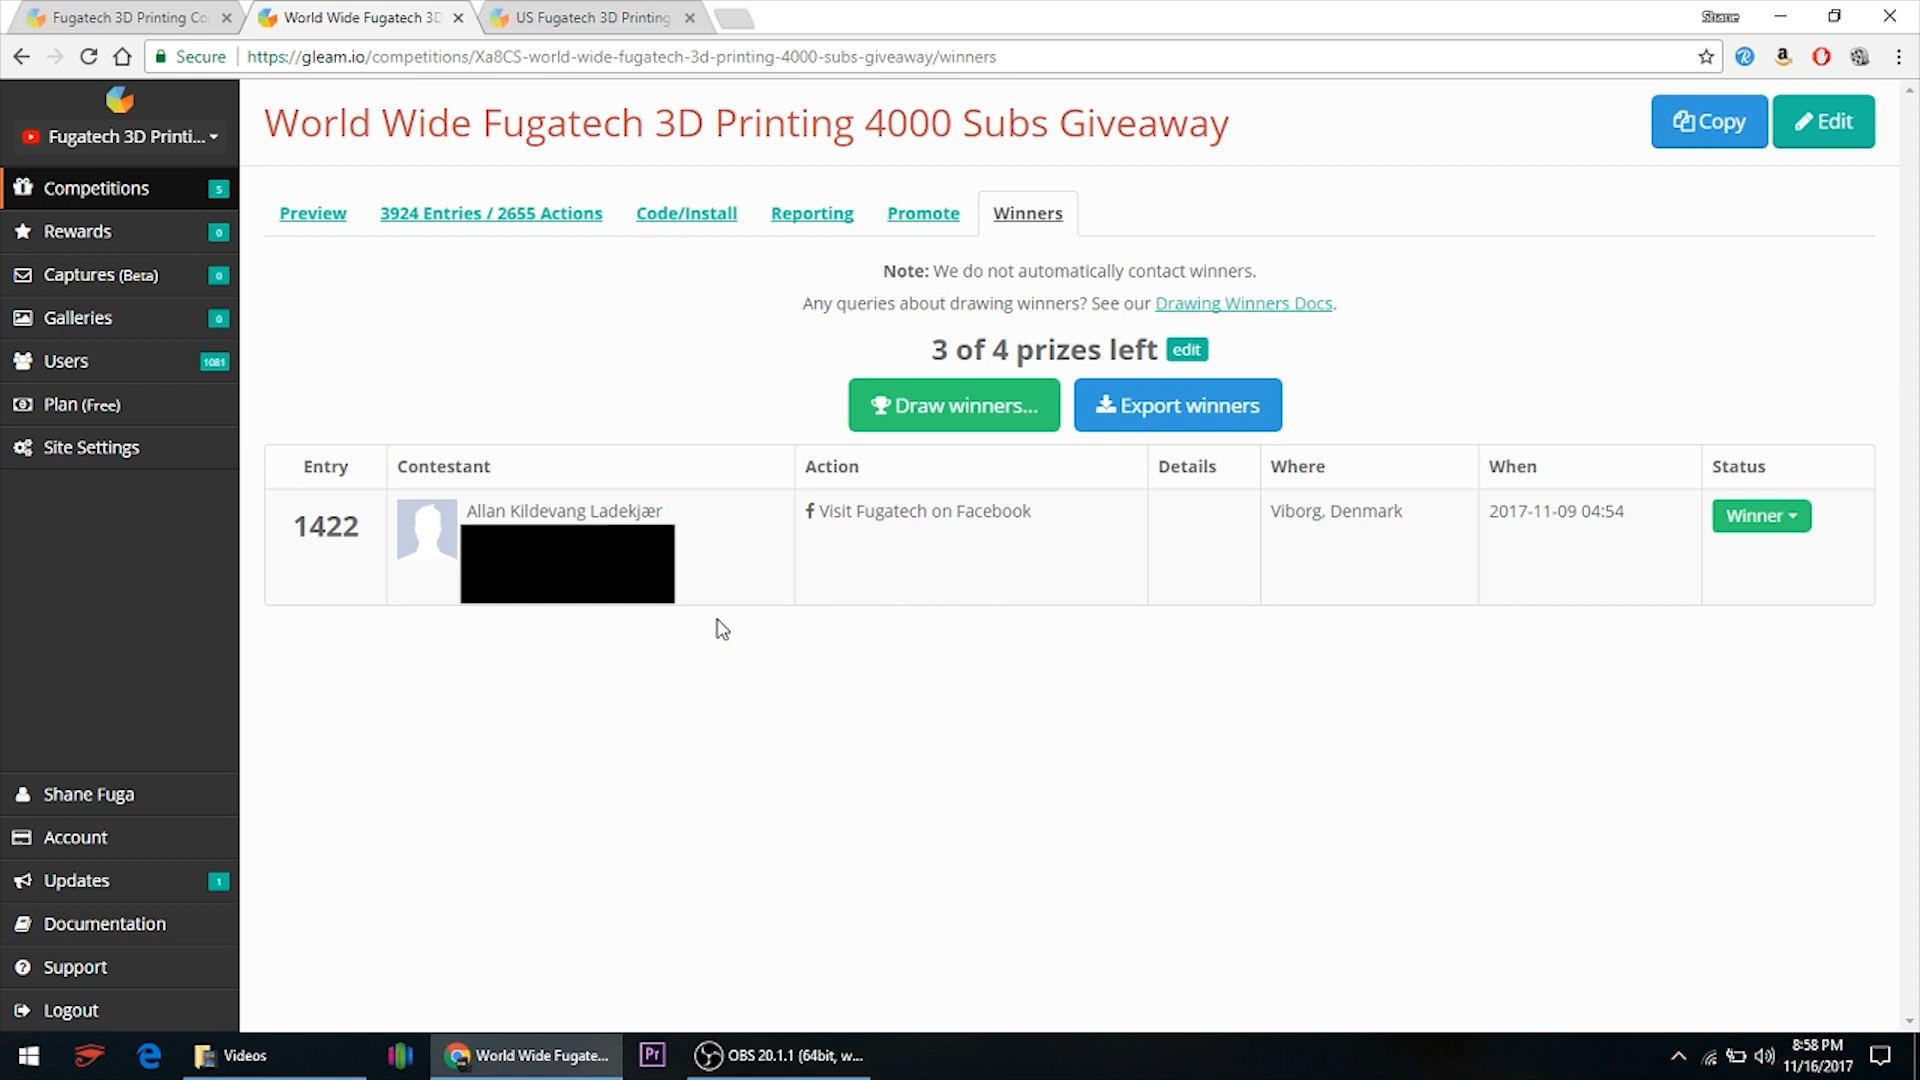 Fugatech 3D Printing Co
World Wide Fugatech 3D
US Fugatech 3D Printing
Shane
Secure
https://gleam.io/competitions/Xa8CS-world-wide-fugatech-3d-printing-4000-subs-giveaway/winners
Fugatech 3D Printi...
Competitions 5
Rewards 0
Captures (Beta) 0
Galleries 0
Users 1081
Plan (Free)
Site Settings
Shane Fuga
Account
Updates 1
Documentation
Support
Logout
World Wide Fugatech 3D Printing 4000 Subs Giveaway
Copy
Edit
Preview
3924 Entries / 2655 Actions
Code/Install
Reporting
Promote
Winners
Note: We do not automatically contact winners.
Any queries about drawing winners? See our Drawing Winners Docs.
3 of 4 prizes left edit
Draw winners...
Export winners
Entry Contestant Action Details Where When Status
1422 Allan Kildevang Ladekjær Visit Fugatech on Facebook Viborg, Denmark 2017-11-09 04:54 Winner
Videos
World Wide Fugate...
Pr
OBS 20.1.1 (64bit, w...
8:58 PM
11/16/2017